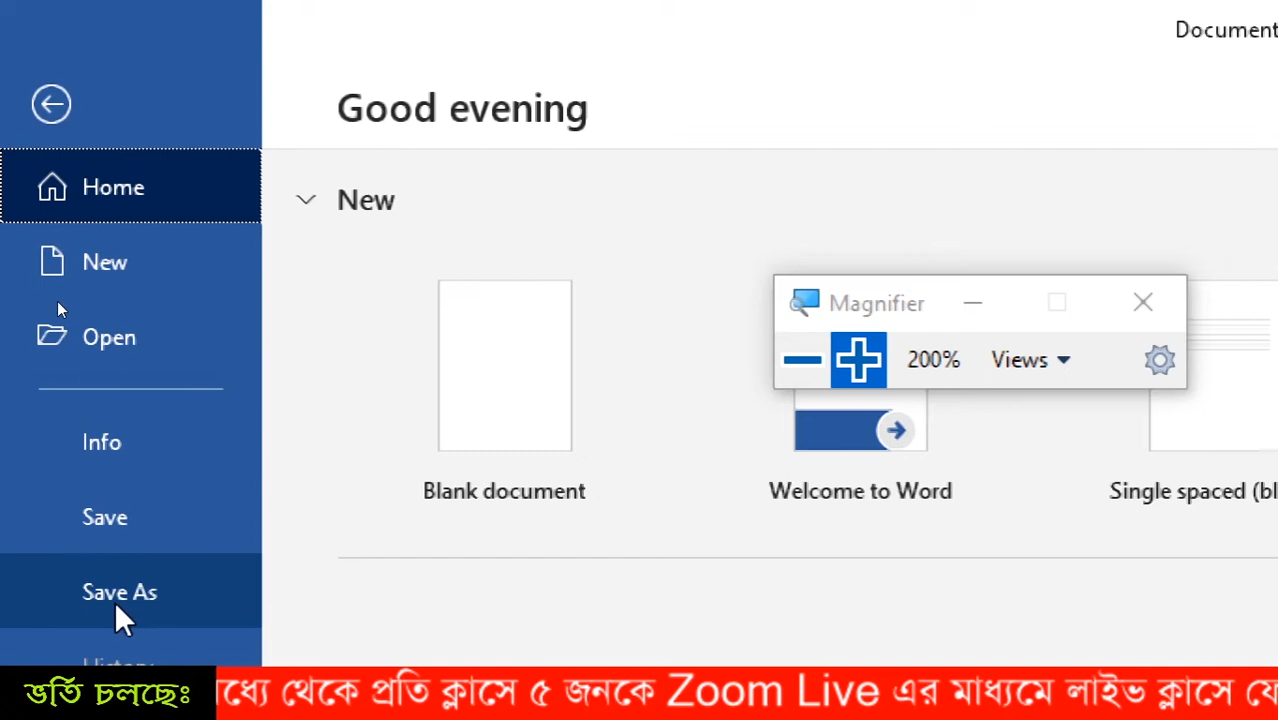 Document
Good evening
Home
New
New
Open
Magnifier
200% Views
Info
Blank document
Welcome to Word
Single spaced (bl
Save
Save As
History
ভর্তি চলছেঃ
ধ্যে থেকে প্রতি ক্লাসে ৫ জনকে Zoom Live এর মাধ্যমে লাইভ ক্লাসে যে